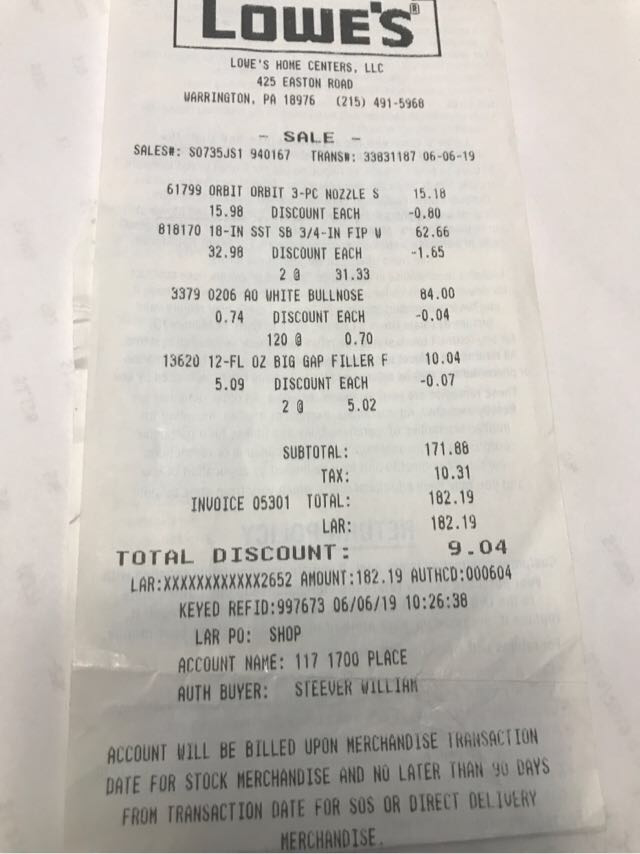 LOWE'S®
LOWE'S HOME CENTERS, LLC
425 EASTON ROAD
WARRINGTON, PA 18976 (215) 491-5968
- SALE -
SALES#: S0735JS1 940167 TRANS#: 33831187 06-06-19
61799 ORBIT ORBIT 3-PC NOZZLE S 15.18
15.98 DISCOUNT EACH -0.80
818170 18-IN SST SB 3/4-IN FIP W 62.66
32.98 DISCOUNT EACH -1.65
2 @ 31.33
3379 0206 AO WHITE BULLNOSE 84.00
0.74 DISCOUNT EACH -0.04
120 @ 0.70
13620 12-FL OZ BIG GAP FILLER F 10.04
5.09 DISCOUNT EACH -0.07
2 @ 5.02
SUBTOTAL: 171.88
TAX: 10.31
INVOICE 05301 TOTAL: 182.19
LAR: 182.19
TOTAL DISCOUNT: 9.04
LAR:XXXXXXXXXXXX2652 AMOUNT:182.19 AUTHCD:000604
KEYED REFID:997673 06/06/19 10:26:38
LAR PO: SHOP
ACCOUNT NAME: 117 1700 PLACE
AUTH BUYER: STEEVER WILLIAM
ACCOUNT WILL BE BILLED UPON MERCHANDISE TRANSACTION
DATE FOR STOCK MERCHANDISE AND NO LATER THAN 90 DAYS
FROM TRANSACTION DATE FOR SOS OR DIRECT DELIVERY
MERCHANDISE.